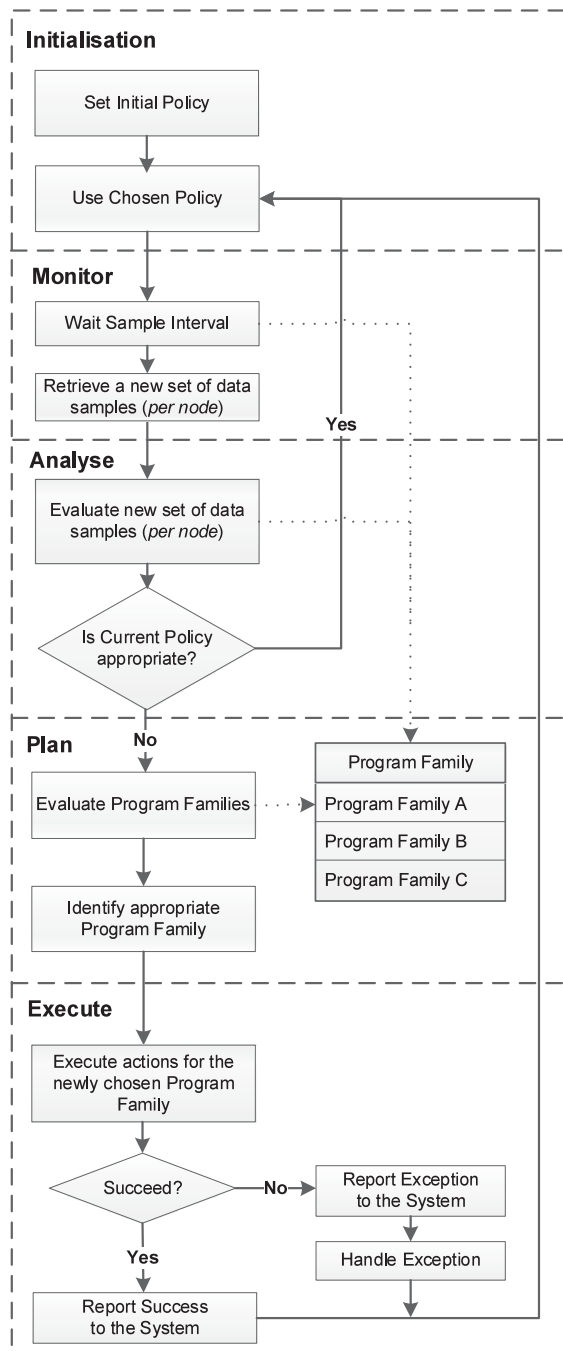 Initialisation
Set Initial Policy
Use Chosen Policy
Monitor
Wait Sample Interval
Retrieve a new set of data
samples (per node)
Yes
Analyse
Evaluate new set of data
samples (per node)
Is Current Policy
appropriate?
No
Plan
Program Family
Evaluate Program Families
Program Family A
Program Family B
Program Family C
Identify appropriate
Program Family
Execute
Execute actions for the
newly chosen Program
Family
Succeed?
No
Report Exception
to the System
Yes
Handle Exception
Report Success
to the System